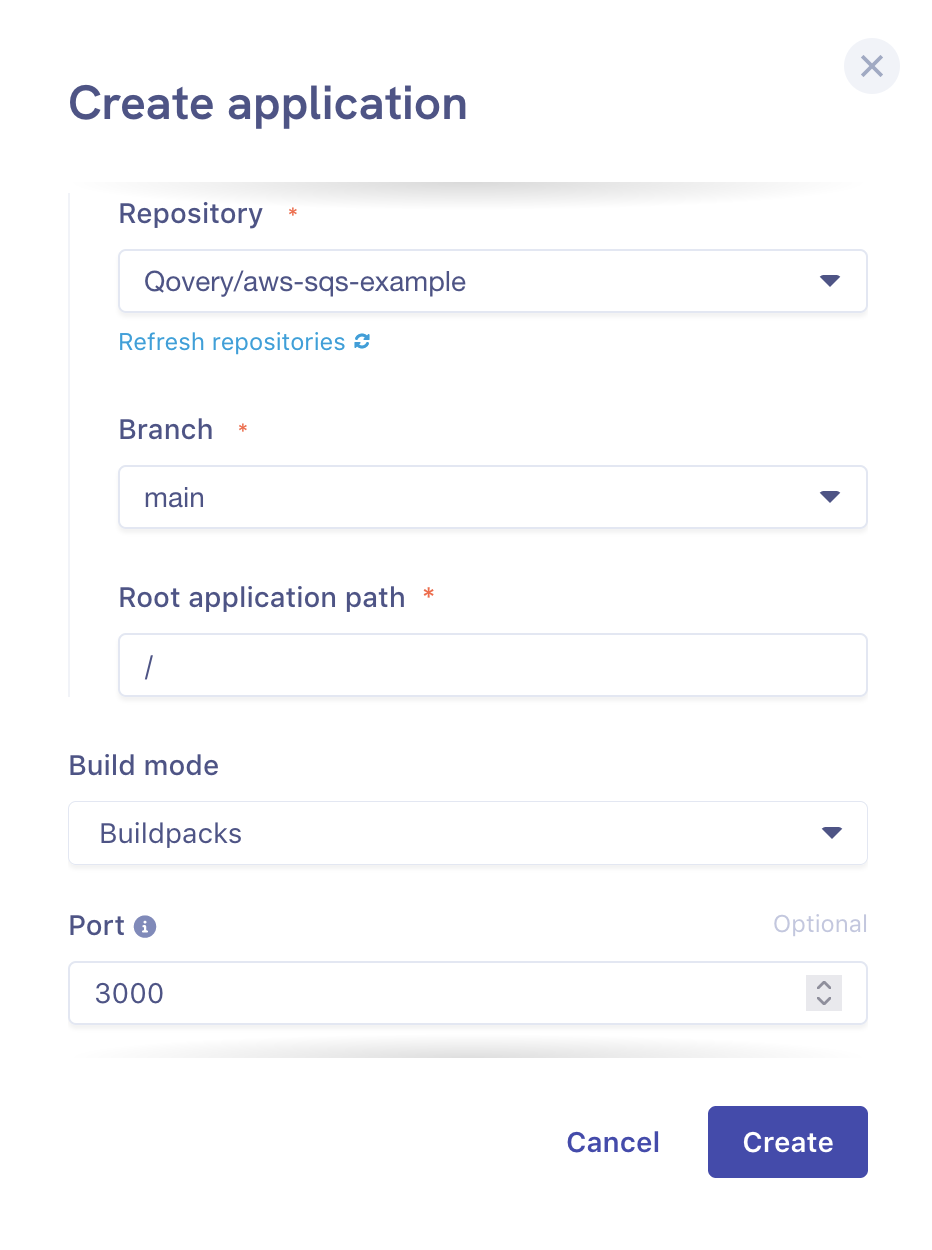 Create application
Repository *
Qovery/aws-sqs-example
Refresh repositories
Branch *
main
Root application path *
/
Build mode
Buildpacks
Port Optional
3000
Cancel Create